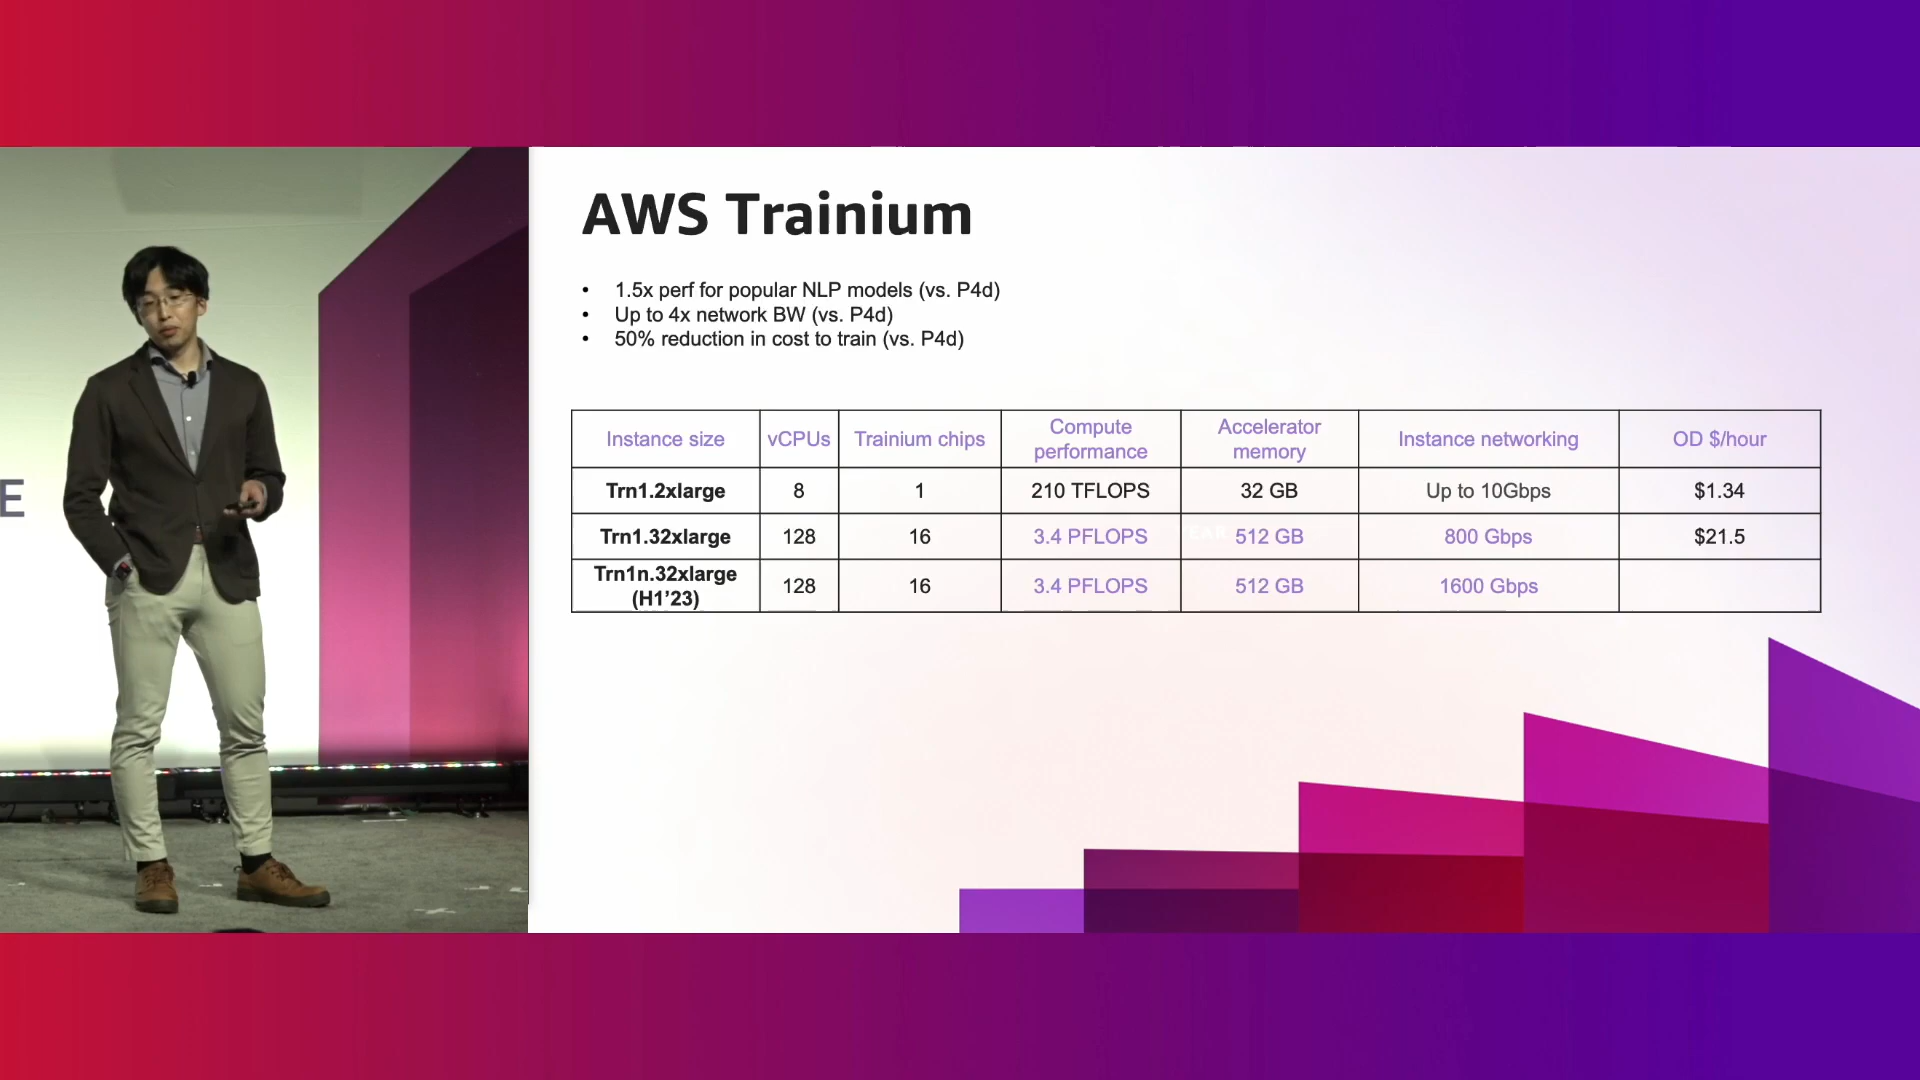 E
AWS Trainium
• 1.5x perf for popular NLP models (vs. P4d)
• Up to 4x network BW (vs. P4d)
• 50% reduction in cost to train (vs. P4d)
Instance size vCPUs Trainium chips Compute performance Accelerator memory Instance networking OD $/hour
Trn1.2xlarge 8 1 210 TFLOPS 32 GB Up to 10Gbps $1.34
Trn1.32xlarge 128 16 3.4 PFLOPS 512 GB 800 Gbps $21.5
Trn1n.32xlarge (H1’23) 128 16 3.4 PFLOPS 512 GB 1600 Gbps